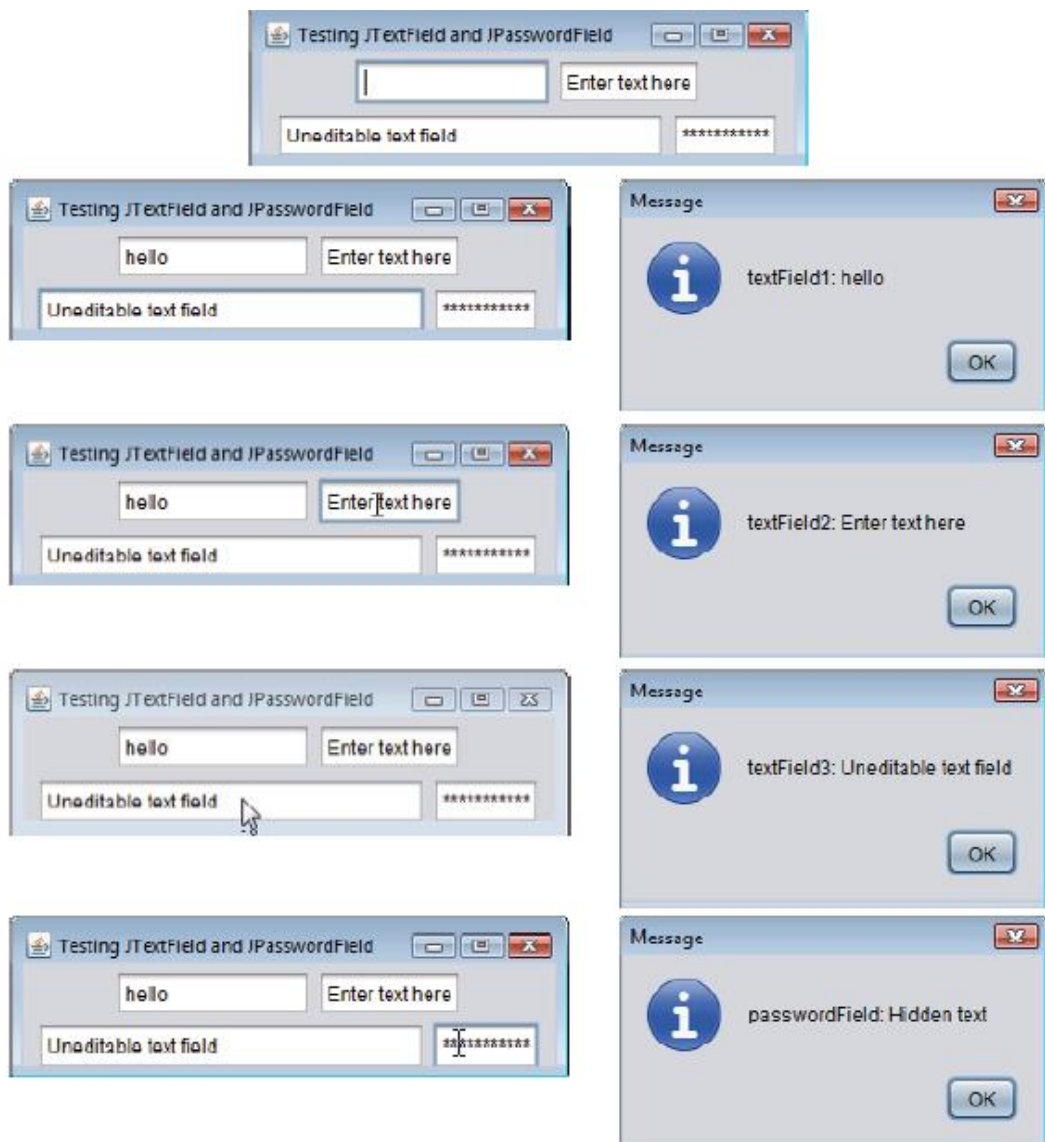 Testing JTextField and JPasswordField
Enter text here
Uneditable text field ***********
Testing JTextField and JPasswordField
hello Enter text here
Uneditable text field ***********
Message
textField1: hello
OK
Testing JTextField and JPasswordField
hello Enter text here
Uneditable text field ***********
Message
textField2: Enter text here
OK
Testing JTextField and JPasswordField
hello Enter text here
Uneditable text field ***********
Message
textField3: Uneditable text field
OK
Testing JTextField and JPasswordField
hello Enter text here
Uneditable text field ***********
Message
passwordField: Hidden text
OK